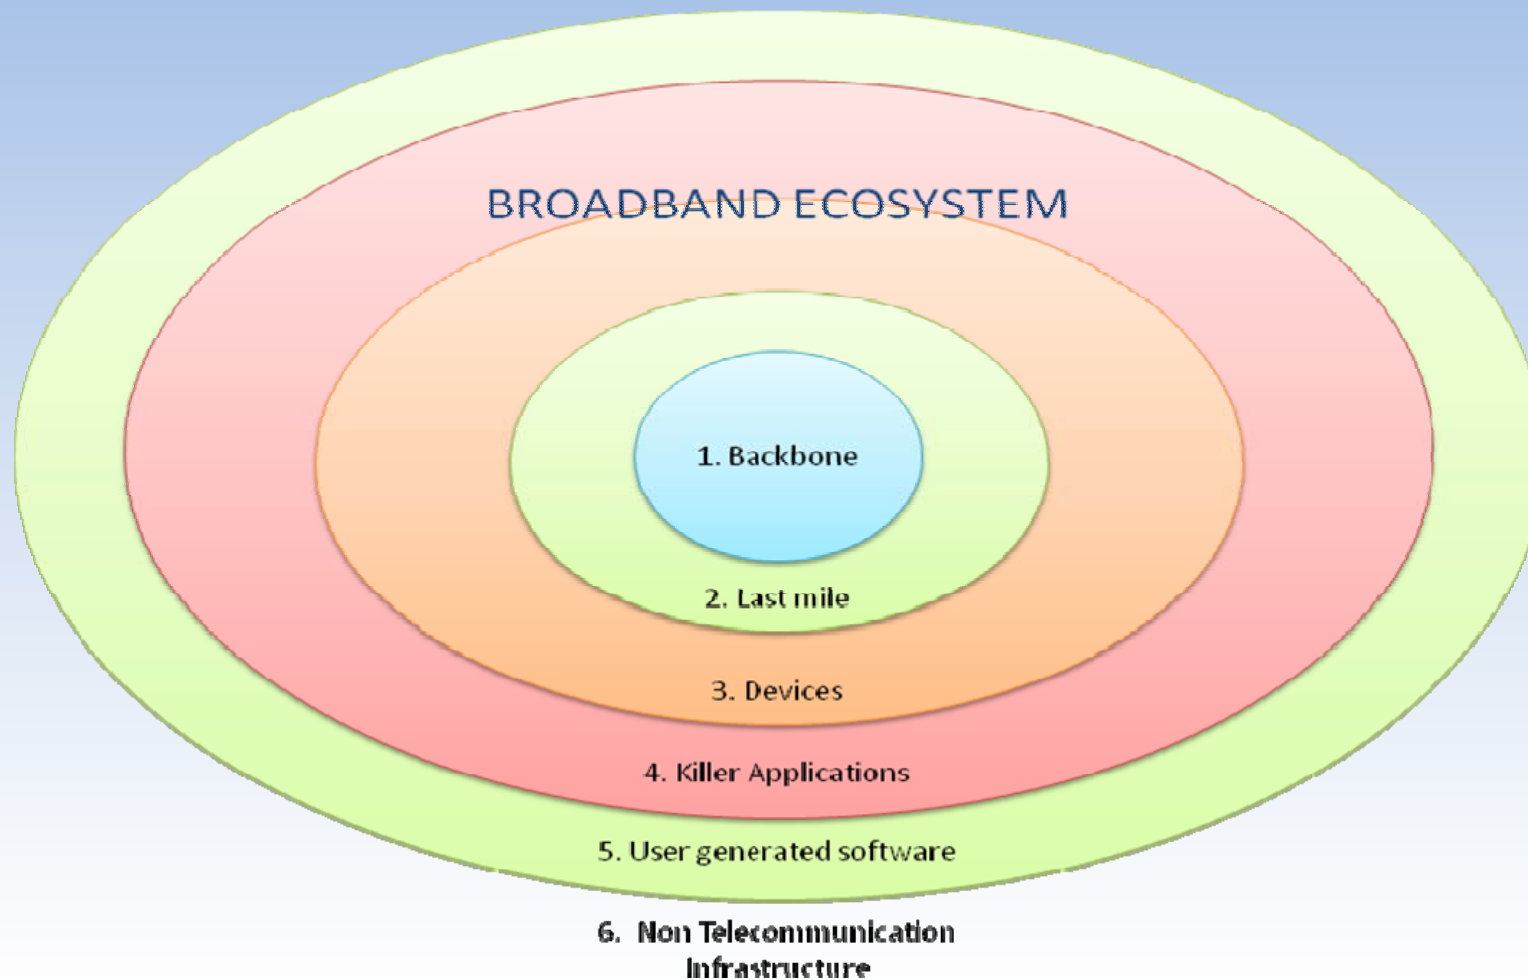 BROADBAND ECOSYSTEM
1. Backbone
2. Last mile
3. Devices
4. Killer Applications
5. User generated software
6. Non Telecommunication
Infrastructure